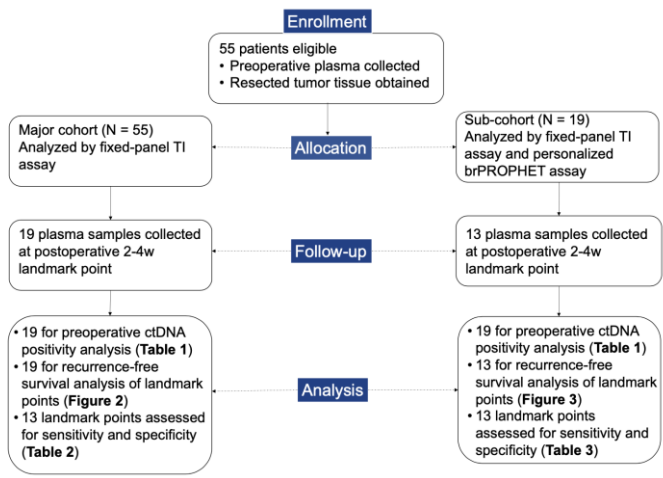 Enrollment
55 patients eligible
• Preoperative plasma collected
• Resected tumor tissue obtained
Major cohort (N = 55)
Analyzed by fixed-panel TI
assay
Allocation
Sub-cohort (N = 19)
Analyzed by fixed-panel TI
assay and personalized
brPROPHET assay
19 plasma samples collected
at postoperative 2-4w
landmark point
Follow-up
13 plasma samples collected
at postoperative 2-4w
landmark point
• 19 for preoperative ctDNA
positivity analysis (Table 1)
• 19 for recurrence-free
survival analysis of landmark
points (Figure 2)
• 13 landmark points assessed
for sensitivity and specificity
(Table 2)
Analysis
• 19 for preoperative ctDNA
positivity analysis (Table 1)
• 13 for recurrence-free
survival analysis of landmark
points (Figure 3)
• 13 landmark points
assessed for sensitivity and
specificity (Table 3)